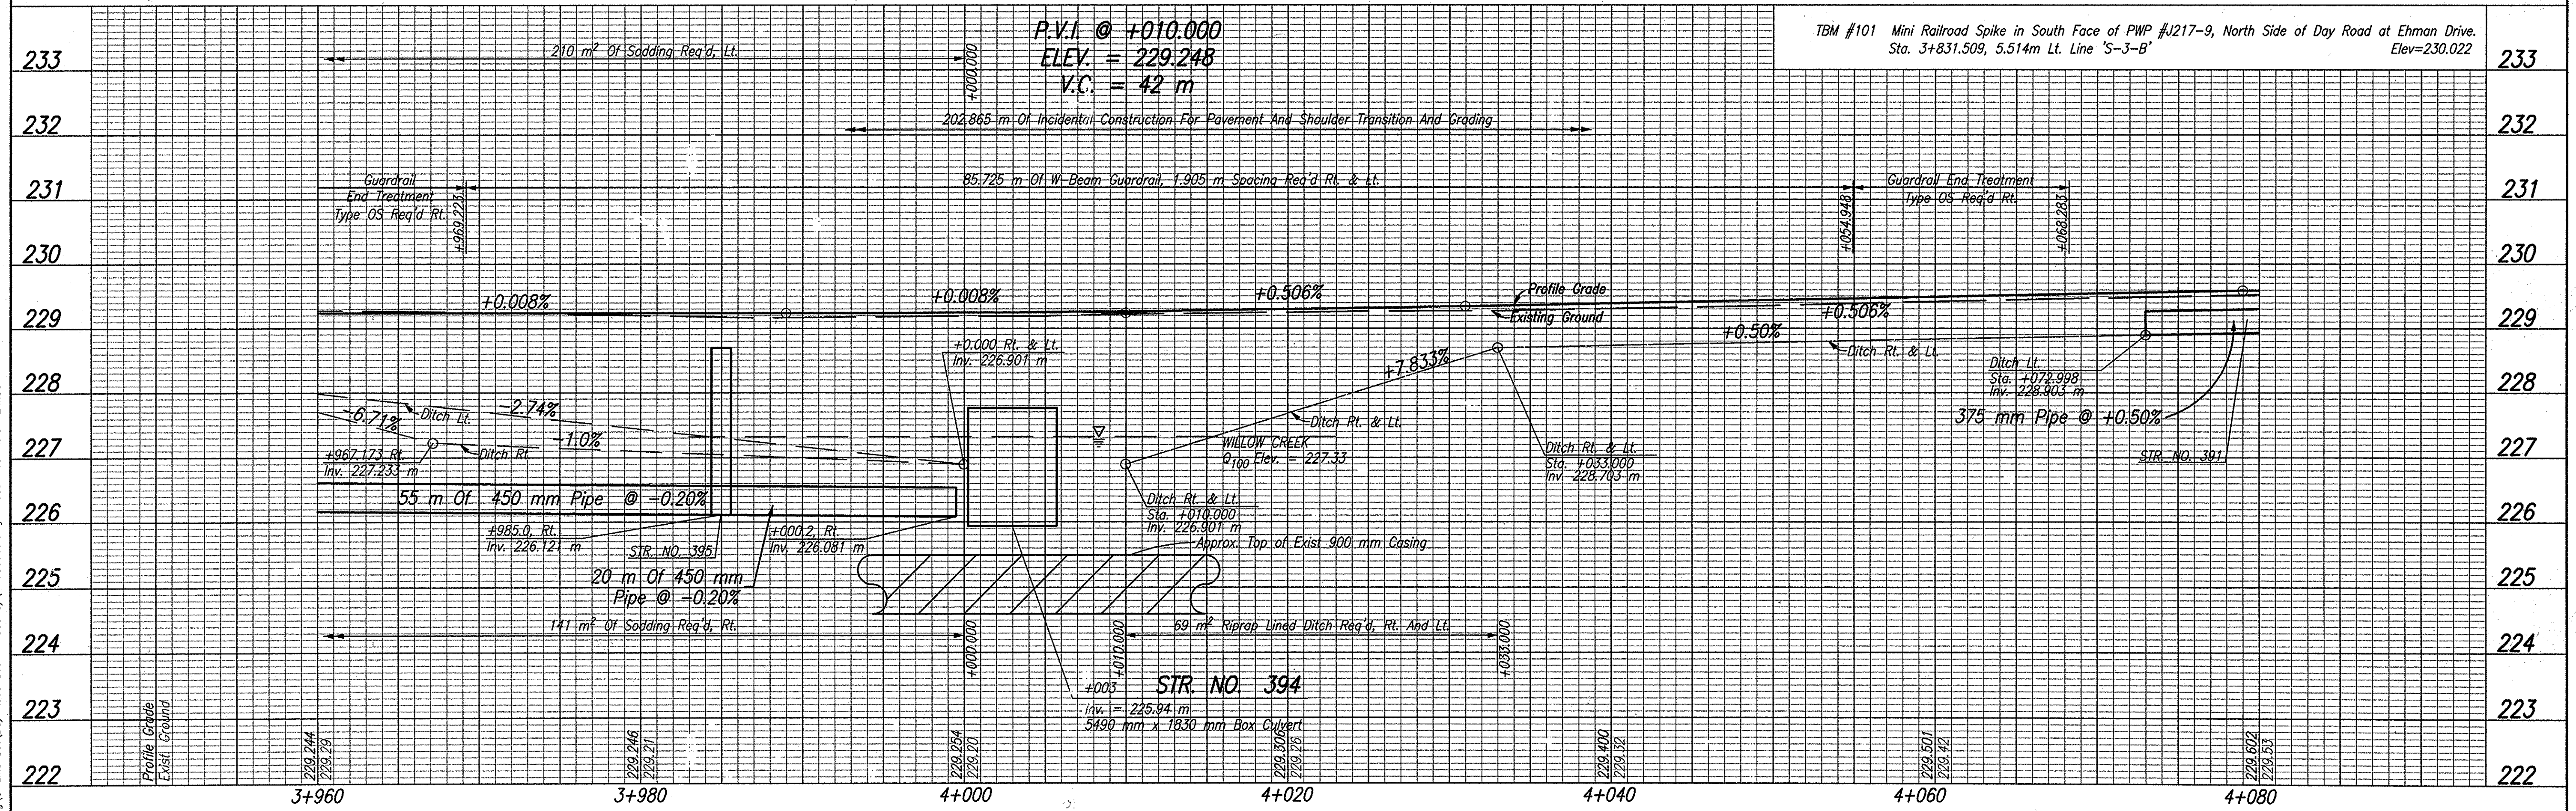 TBM #101 Mini Railroad Spike in South Face of PWP #J217-9, North Side of Day Road at Ehman Drive.
Sta. 3+831.509, 5.514m Lt. Line 'S-3-B' Elev=230.022
P.V.I. @ +010.000
ELEV. = 229.248
V.C. = 42 m
210 m² Of Sodding Req'd, Lt.
+000.000
202.865 m Of Incidental Construction For Pavement And Shoulder Transition And Grading
Guardrail
End Treatment
Type OS Req'd Rt.
+969.223
85.725 m Of W-Beam Guardrail, 1.905 m Spacing Req'd Rt. & Lt.
+054.948
Guardrail End Treatment
Type OS Req'd Rt.
+068.283
233
232
231
230
229
228
227
226
225
224
223
222
233
232
231
230
229
228
227
226
225
224
223
222
+0.008%
+0.008%
+0.506%
Profile Grade
Existing Ground
+0.506%
+0.50%
Ditch Rt. & Lt.
+0.000 Rt. & Lt.
Inv. 226.901 m
+7.833%
Ditch Rt. & Lt.
Ditch Lt.
Sta. +072.998
Inv. 228.903 m
375 mm Pipe @ +0.50%
STR. NO. 391
-6.71%
Ditch Lt.
-2.74%
-1.0%
Ditch Rt.
+967.173 Rt.
Inv. 227.233 m
WILLOW CREEK
Q100 Elev. = 227.33
Ditch Rt. & Lt.
Sta. +033.000
Inv. 228.703 m
55 m Of 450 mm Pipe @ -0.20%
Ditch Rt. & Lt.
Sta. +010.000
Inv. 226.901 m
+985.0, Rt.
Inv. 226.121 m
STR. NO. 395
+000.2, Rt.
Inv. 226.081 m
Approx. Top of Exist 900 mm Casing
20 m Of 450 mm
Pipe @ -0.20%
141 m² Of Sodding Req'd, Rt.
+000.000
69 m² Riprap Lined Ditch Req'd, Rt. And Lt.
+010.000
+033.000
+003 STR. NO. 394
Inv. = 225.94 m
5490 mm x 1830 mm Box Culvert
Profile Grade
Exist. Ground
229.244
229.29
229.246
229.21
229.254
229.20
229.306
229.26
229.400
229.32
229.501
229.42
229.602
229.53
3+960
3+980
4+000
4+020
4+040
4+060
4+080